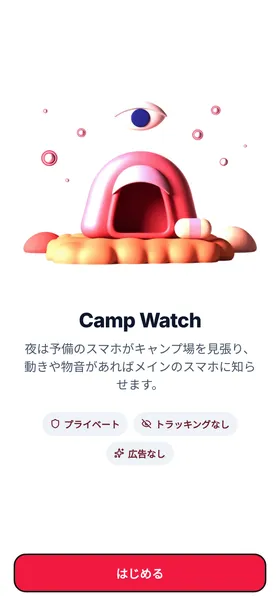 Camp Watch
夜は予備のスマホがキャンプ場を見張り、
動きや物音があればメインのスマホに知ら
せます。
プライベート
トラッキングなし
広告なし
はじめる